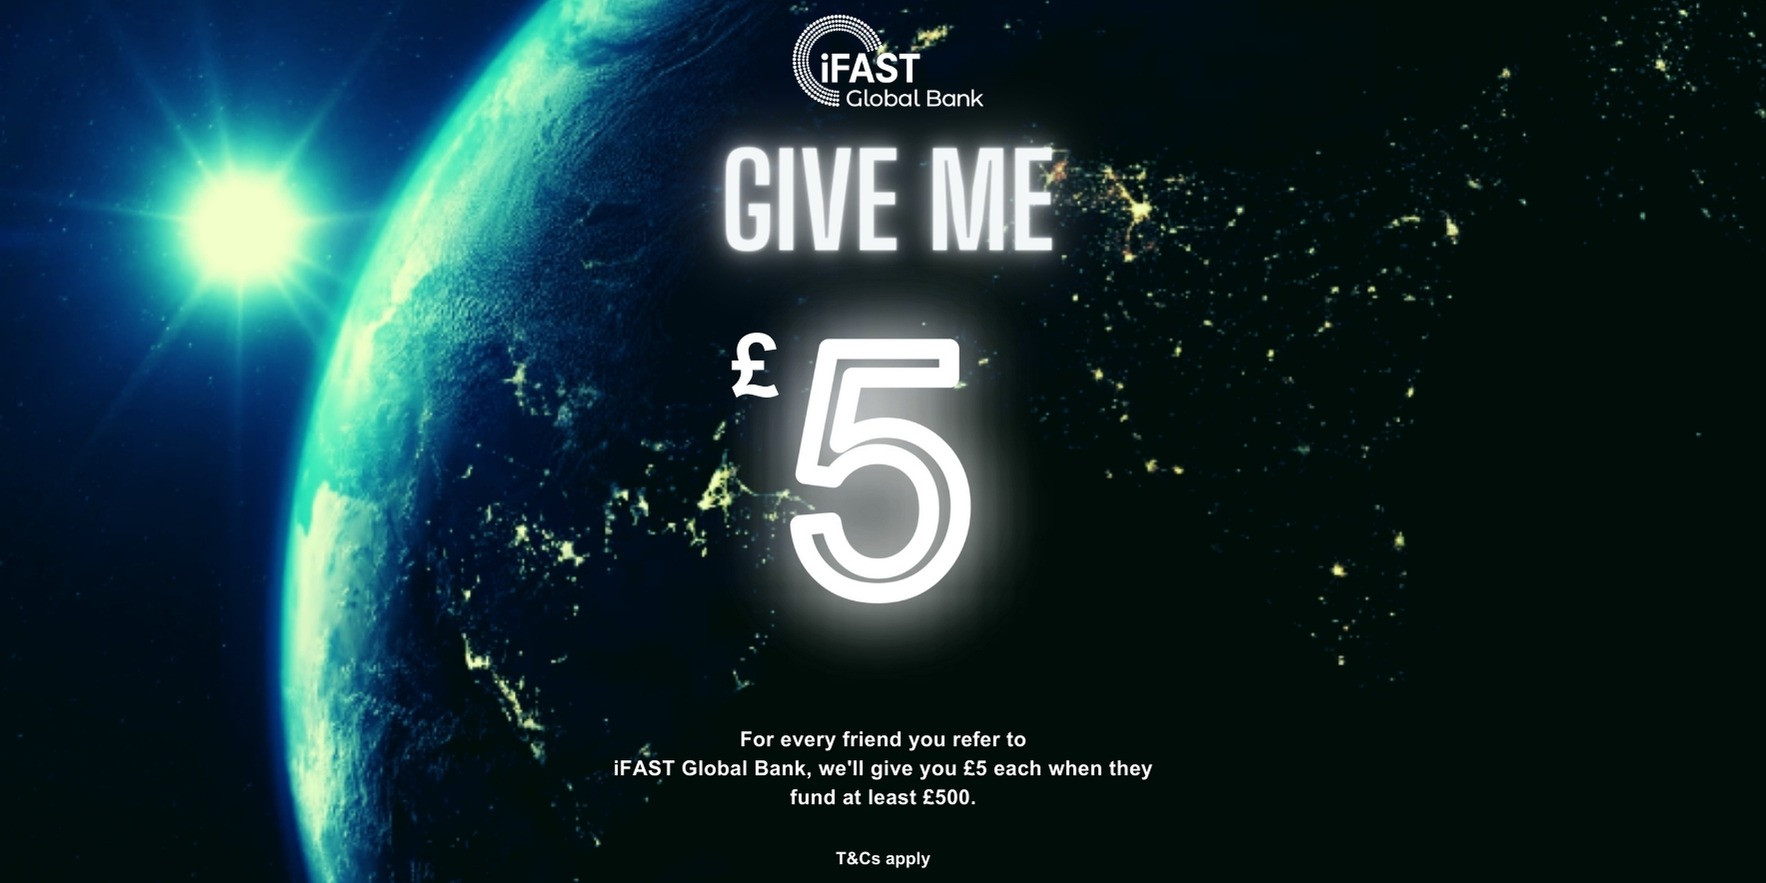 iFAST
Global Bank
GIVE ME
£5
For every friend you refer to
iFAST Global Bank, we'll give you £5 each when they
fund at least £500.
T&Cs apply